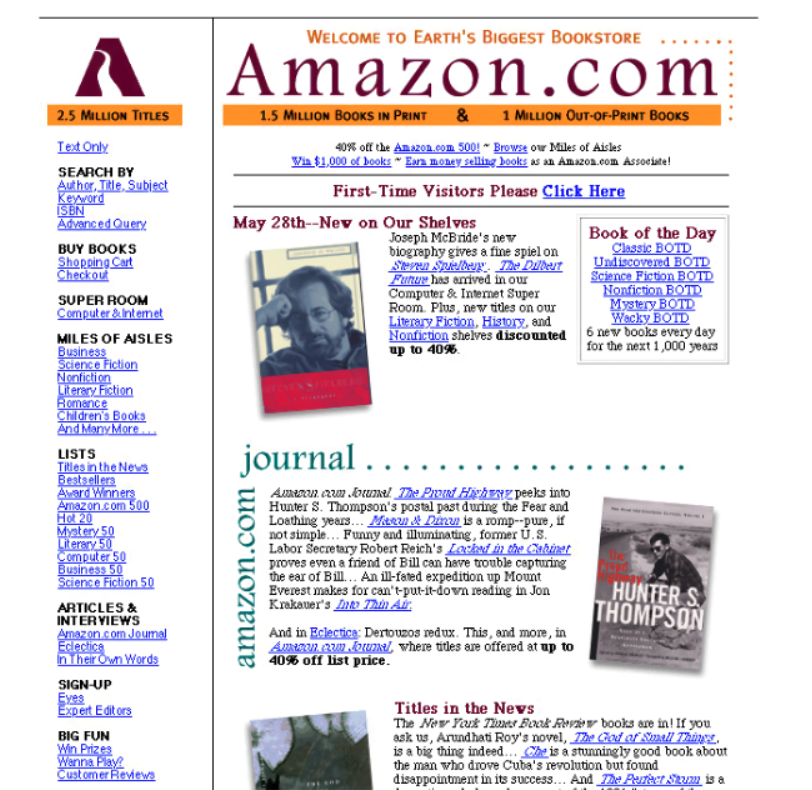 2.5 MILLION TITLES
Text Only
SEARCH BY
Author, Title, Subject
Keyword
ISBN
Advanced Query
BUY BOOKS
Shopping Cart
Checkout
SUPER ROOM
Computer & Internet
MILES OF AISLES
Business
Science Fiction
Nonfiction
Literary Fiction
Romance
Children's Books
And Many More . . .
LISTS
Titles in the News
Bestsellers
Award Winners
Amazon.com 500
Hot 20
Mystery 50
Literary 50
Computer 50
Business 50
Science Fiction 50
ARTICLES &
INTERVIEWS
Amazon.com Journal
Eclectica
In Their Own Words
SIGN-UP
Eyes
Expert Editors
BIG FUN
Win Prizes
Wanna Play?
Customer Reviews
WELCOME TO EARTH'S BIGGEST BOOKSTORE
Amazon.com
1.5 MILLION BOOKS IN PRINT & 1 MILLION OUT-OF-PRINT BOOKS
40% off the Amazon.com 500! ~ Browse our Miles of Aisles
Win $1,000 of books ~ Earn money selling books as an Amazon.com Associate!
First-Time Visitors Please Click Here
May 28th--New on Our Shelves
Joseph McBride's new
biography gives a fine spiel on
Steven Spielberg. The Dilbert
Future has arrived in our
Computer & Internet Super
Room. Plus, new titles on our
Literary Fiction, History, and
Nonfiction shelves discounted
up to 40%.
Book of the Day
Classic BOTD
Undiscovered BOTD
Science Fiction BOTD
Nonfiction BOTD
Mystery BOTD
Wacky BOTD
6 new books every day
for the next 1,000 years
journal
amazon.com
Amazon.com Journal. The Proud Highway peeks into
Hunter S. Thompson's postal past during the Fear and
Loathing years... Mason & Dixon is a romp--pure, if
not simple... Funny and illuminating, former U.S.
Labor Secretary Robert Reich's Locked in the Cabinet
proves even a friend of Bill can have trouble capturing
the ear of Bill... An ill-fated expedition up Mount
Everest makes for can't-put-it-down reading in Jon
Krakauer's Into Thin Air.
And in Eclectica: Dertouzos redux. This, and more, in
Amazon.com Journal, where titles are offered at up to
40% off list price.
The
Proud
Highway
HUNTER S.
THOMPSON
Titles in the News
The New York Times Book Review books are in! If you
ask us, Arundhati Roy's novel, The God of Small Things,
is a big thing indeed... Che is a stunningly good book about
the man who drove Cuba's revolution but found
disappointment in its success... And The Perfect Storm is a
THE GOD